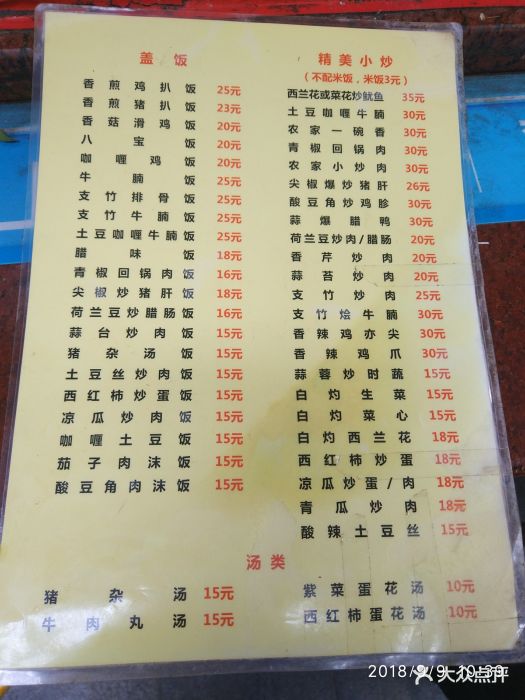 盖饭
香煎鸡扒饭 25元
香煎猪扒饭 23元
香菇滑鸡饭 20元
八宝饭 20元
咖喱鸡饭 20元
牛腩饭 25元
支竹排骨饭 25元
支竹牛腩饭 25元
土豆咖喱牛腩饭 25元
腊味饭 18元
青椒回锅肉饭 16元
尖椒炒猪肝饭 18元
荷兰豆炒腊肠饭 16元
蒜台炒肉饭 15元
猪杂汤饭 15元
土豆丝炒肉饭 15元
西红柿炒蛋饭 15元
凉瓜炒肉饭 15元
咖喱土豆饭 15元
茄子肉沫饭 15元
酸豆角肉沫饭 15元
精美小炒
(不配米饭,米饭3元)
西兰花或菜花炒鱿鱼 35元
土豆咖喱牛腩 30元
农家一碗香 30元
青椒回锅肉 30元
农家小炒肉 30元
尖椒爆炒猪肝 26元
酸豆角炒鸡胗 30元
蒜爆腊鸭 30元
荷兰豆炒肉/腊肠 20元
香芹炒肉 20元
蒜苔炒肉 20元
支竹炒肉 25元
支竹烩牛腩 30元
香辣鸡亦尖 30元
香辣鸡爪 30元
蒜蓉炒时蔬 15元
白灼生菜 15元
白灼菜心 15元
白灼西兰花 18元
西红柿炒蛋 18元
凉瓜炒蛋/肉 18元
青瓜炒肉 18元
酸辣土豆丝 15元
汤类
猪杂汤 15元
牛肉丸汤 15元
紫菜蛋花汤 10元
西红柿蛋花汤 10元
2018/9/9 10:39
大众点评